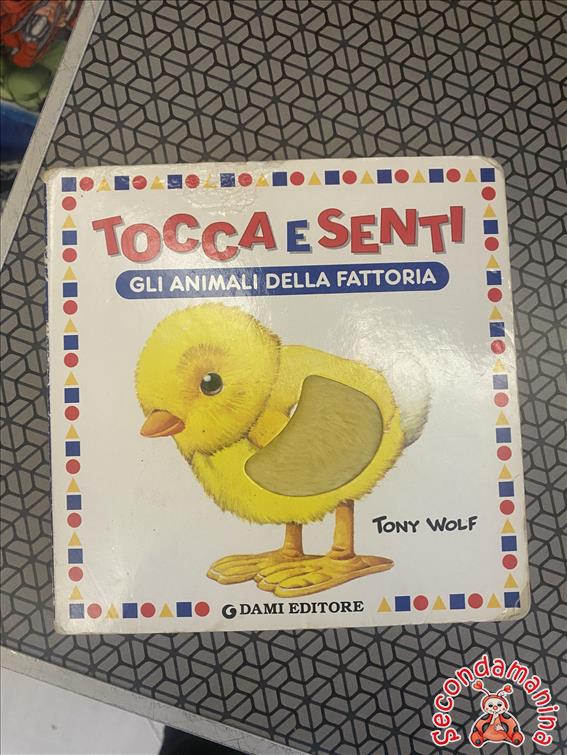 TOCCA E SENTI
GLI ANIMALI DELLA FATTORIA
TONY WOLF
DAMI EDITORE
secondamanina